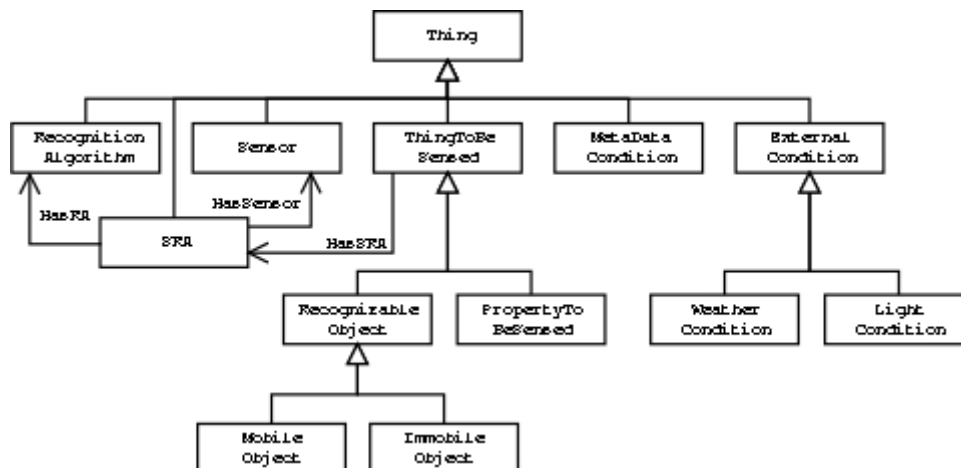 Thing
Recognition
Algorithm
Sensor
ThingToBe
Sensed
MetaData
Condition
External
Condition
HasRA
HasSensor
SRA
HasSRA
Recognizable
Object
PropertyTo
BeSensed
Weather
Condition
Light
Condition
Mobile
Object
Immobile
Object